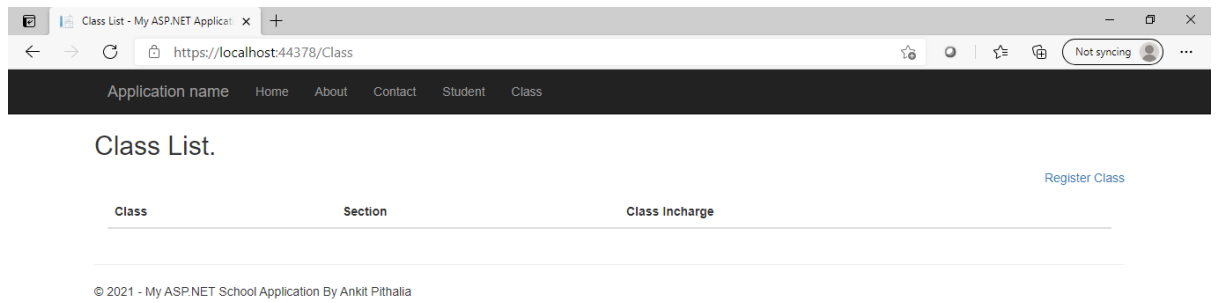 Class List - My ASP.NET Applicati
https://localhost:44378/Class
Not syncing
Application name Home About Contact Student Class
Class List.
Register Class
Class Section Class Incharge
© 2021 - My ASP.NET School Application By Ankit Pithalia